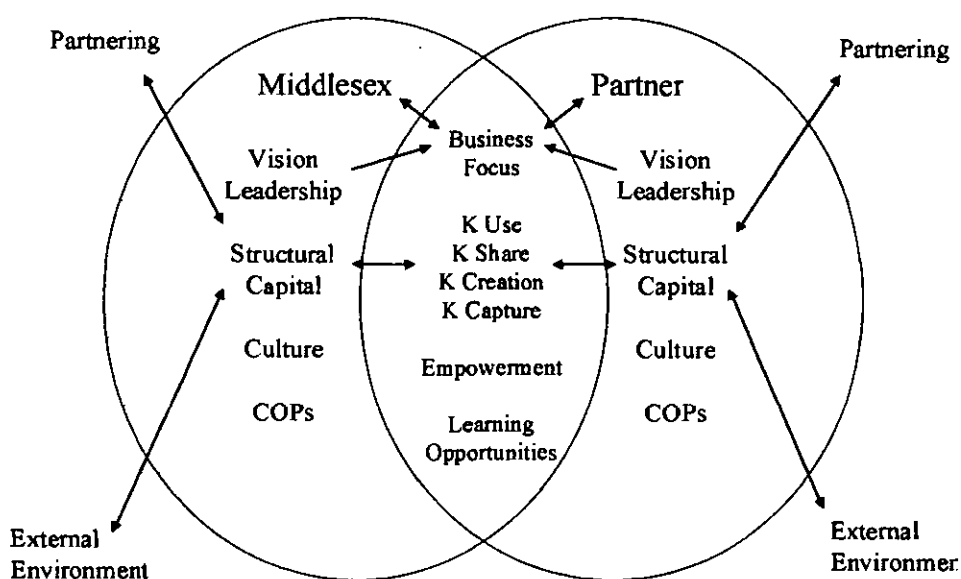 Partnering
Partnering
Middlesex
Partner
Business
Focus
Vision
Leadership
Vision
Leadership
K Use
K Share
K Creation
K Capture
Structural
Capital
Structural
Capital
Culture
Culture
Empowerment
COPs
COPs
Learning
Opportunities
External
Environment
External
Environmen